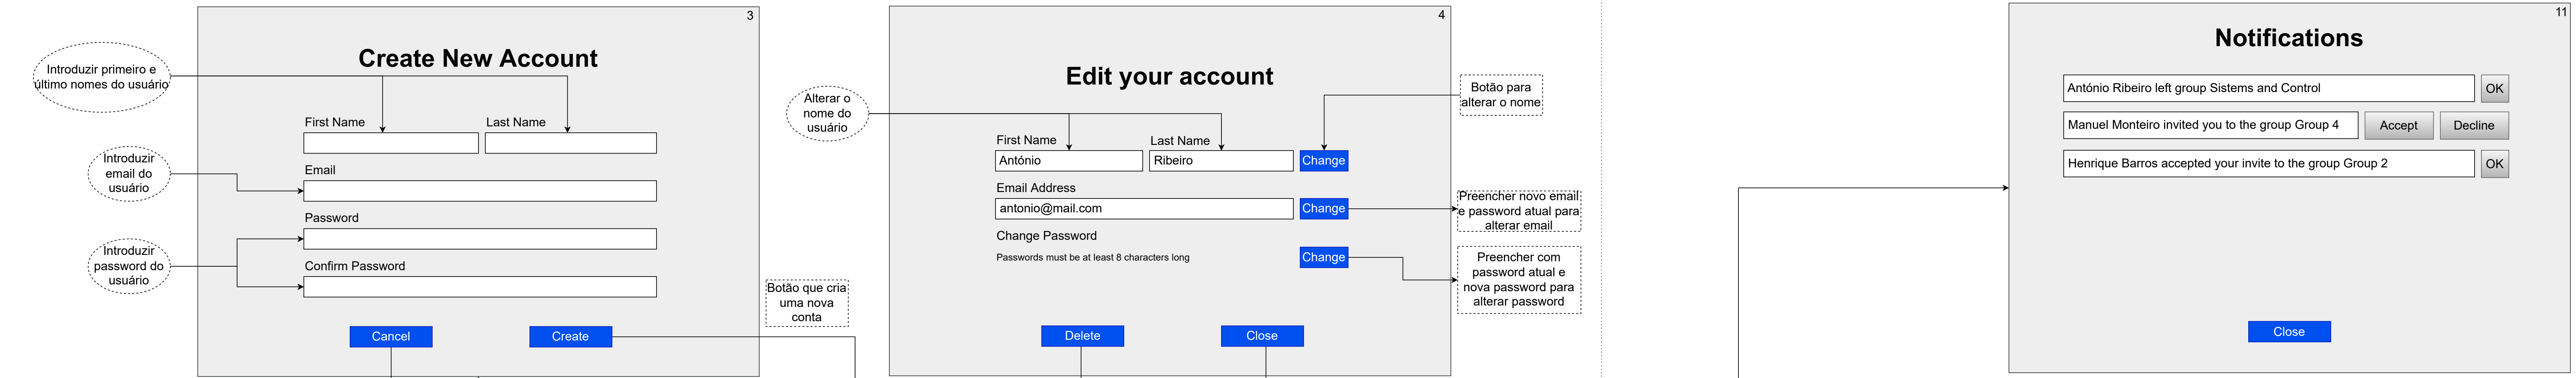 3
Create New Account
Introduzir primeiro e
último nomes do usuário
First Name
Last Name
Introduzir
email do
usuário
Email
Password
Introduzir
password do
usuário
Confirm Password
Botão que cria
uma nova
conta
Cancel
Create
4
Edit your account
Alterar o
nome do
usuário
Botão para
alterar o nome
First Name
Last Name
António
Ribeiro
Change
Email Address
antonio@mail.com
Change
Preencher novo email
e password atual para
alterar email
Change Password
Passwords must be at least 8 characters long
Change
Preencher com
password atual e
nova password para
alterar password
Delete
Close
11
Notifications
António Ribeiro left group Sistems and Control
OK
Manuel Monteiro invited you to the group Group 4
Accept
Decline
Henrique Barros accepted your invite to the group Group 2
OK
Close